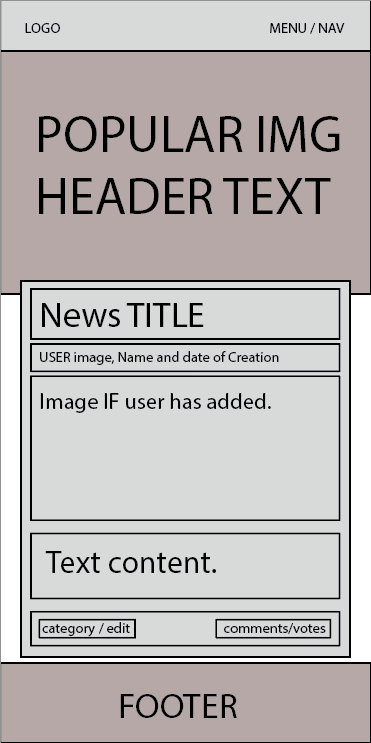 LOGO MENU / NAV
POPULAR IMG
HEADER TEXT
News TITLE
USER image, Name and date of Creation
Image IF user has added.
Text content.
category / edit comments/votes
FOOTER